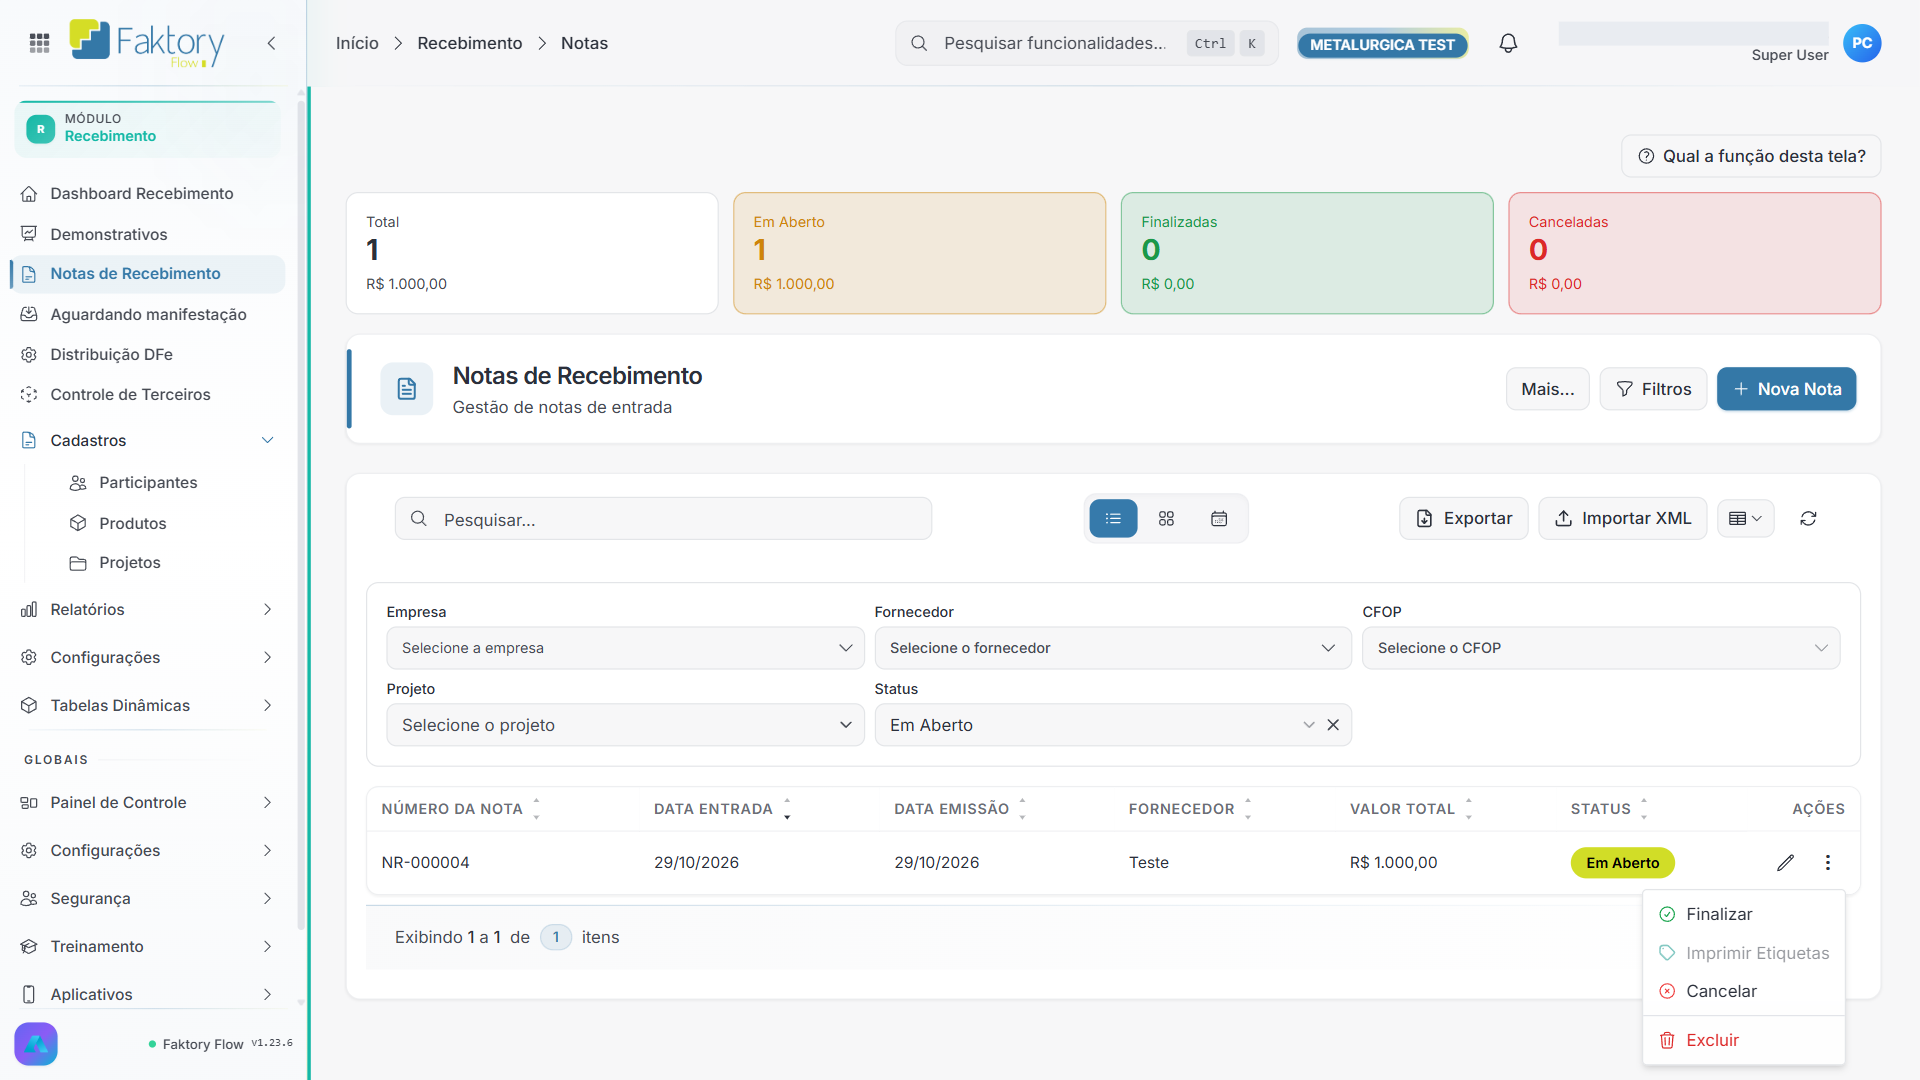 Faktory
Flow
Início
Recebimento
Notas
Pesquisar funcionalidades...
Ctrl
K
METALURGICA TEST
Super User
PC
R
MÓDULO
Recebimento
Dashboard Recebimento
Demonstrativos
Notas de Recebimento
Aguardando manifestação
Distribuição DFe
Controle de Terceiros
Cadastros
Participantes
Produtos
Projetos
Relatórios
Configurações
Tabelas Dinâmicas
GLOBAIS
Painel de Controle
Configurações
Segurança
Treinamento
Aplicativos
Faktory Flow v1.23.6
Qual a função desta tela?
Total
1
R$ 1.000,00
Em Aberto
1
R$ 1.000,00
Finalizadas
0
R$ 0,00
Canceladas
0
R$ 0,00
Notas de Recebimento
Gestão de notas de entrada
Mais...
Filtros
Nova Nota
Pesquisar...
Exportar
Importar XML
Empresa
Selecione a empresa
Fornecedor
Selecione o fornecedor
CFOP
Selecione o CFOP
Projeto
Selecione o projeto
Status
Em Aberto
NÚMERO DA NOTA DATA ENTRADA DATA EMISSÃO FORNECEDOR VALOR TOTAL STATUS AÇÕES
NR-000004 29/10/2026 29/10/2026 Teste R$ 1.000,00 Em Aberto
Exibindo 1 a 1 de 1 itens
Finalizar
Imprimir Etiquetas
Cancelar
Excluir